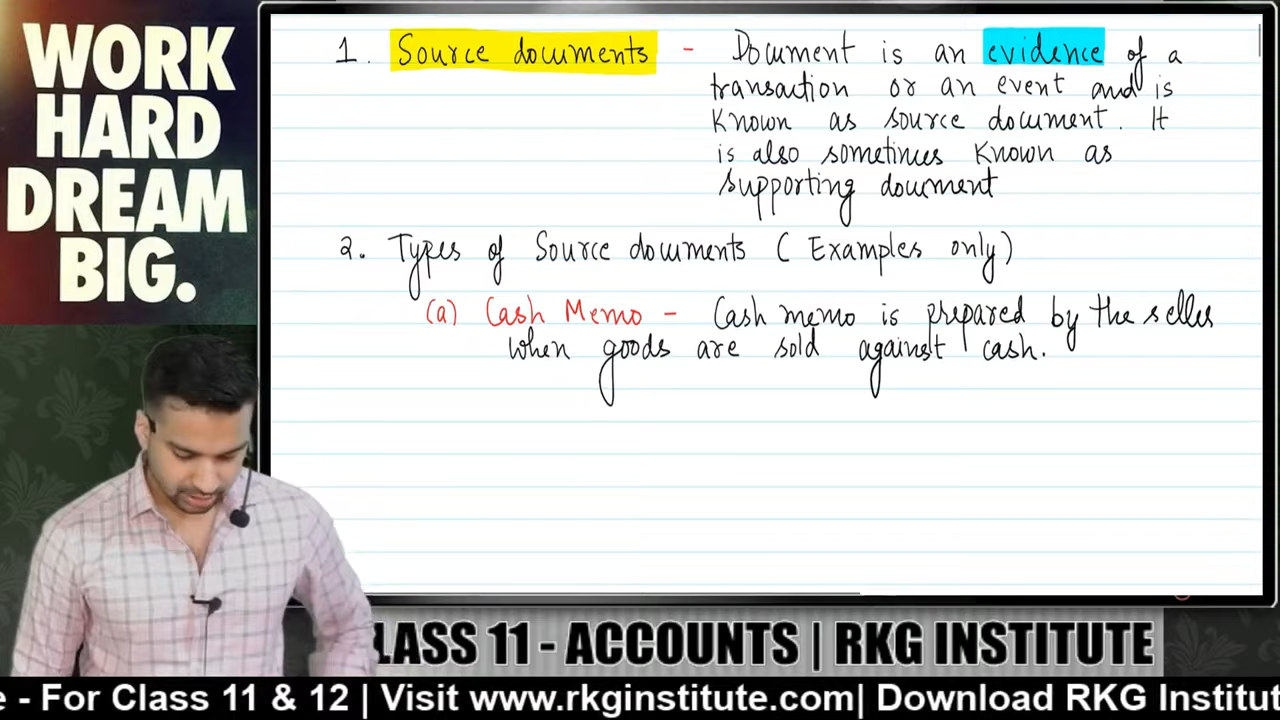 WORK
HARD
DREAM
BIG.
1. Source documents - Document is an evidence of a
transaction or an event and is
known as source document. It
is also sometimes known as
supporting document
2. Types of Source documents (Examples only)
(a) Cash Memo - Cash memo is prepared by the seller
when goods are sold against cash.
LASS 11 - ACCOUNTS | RKG INSTITUTE
e - For Class 11 & 12 | Visit www.rkginstitute.com| Download RKG Institut